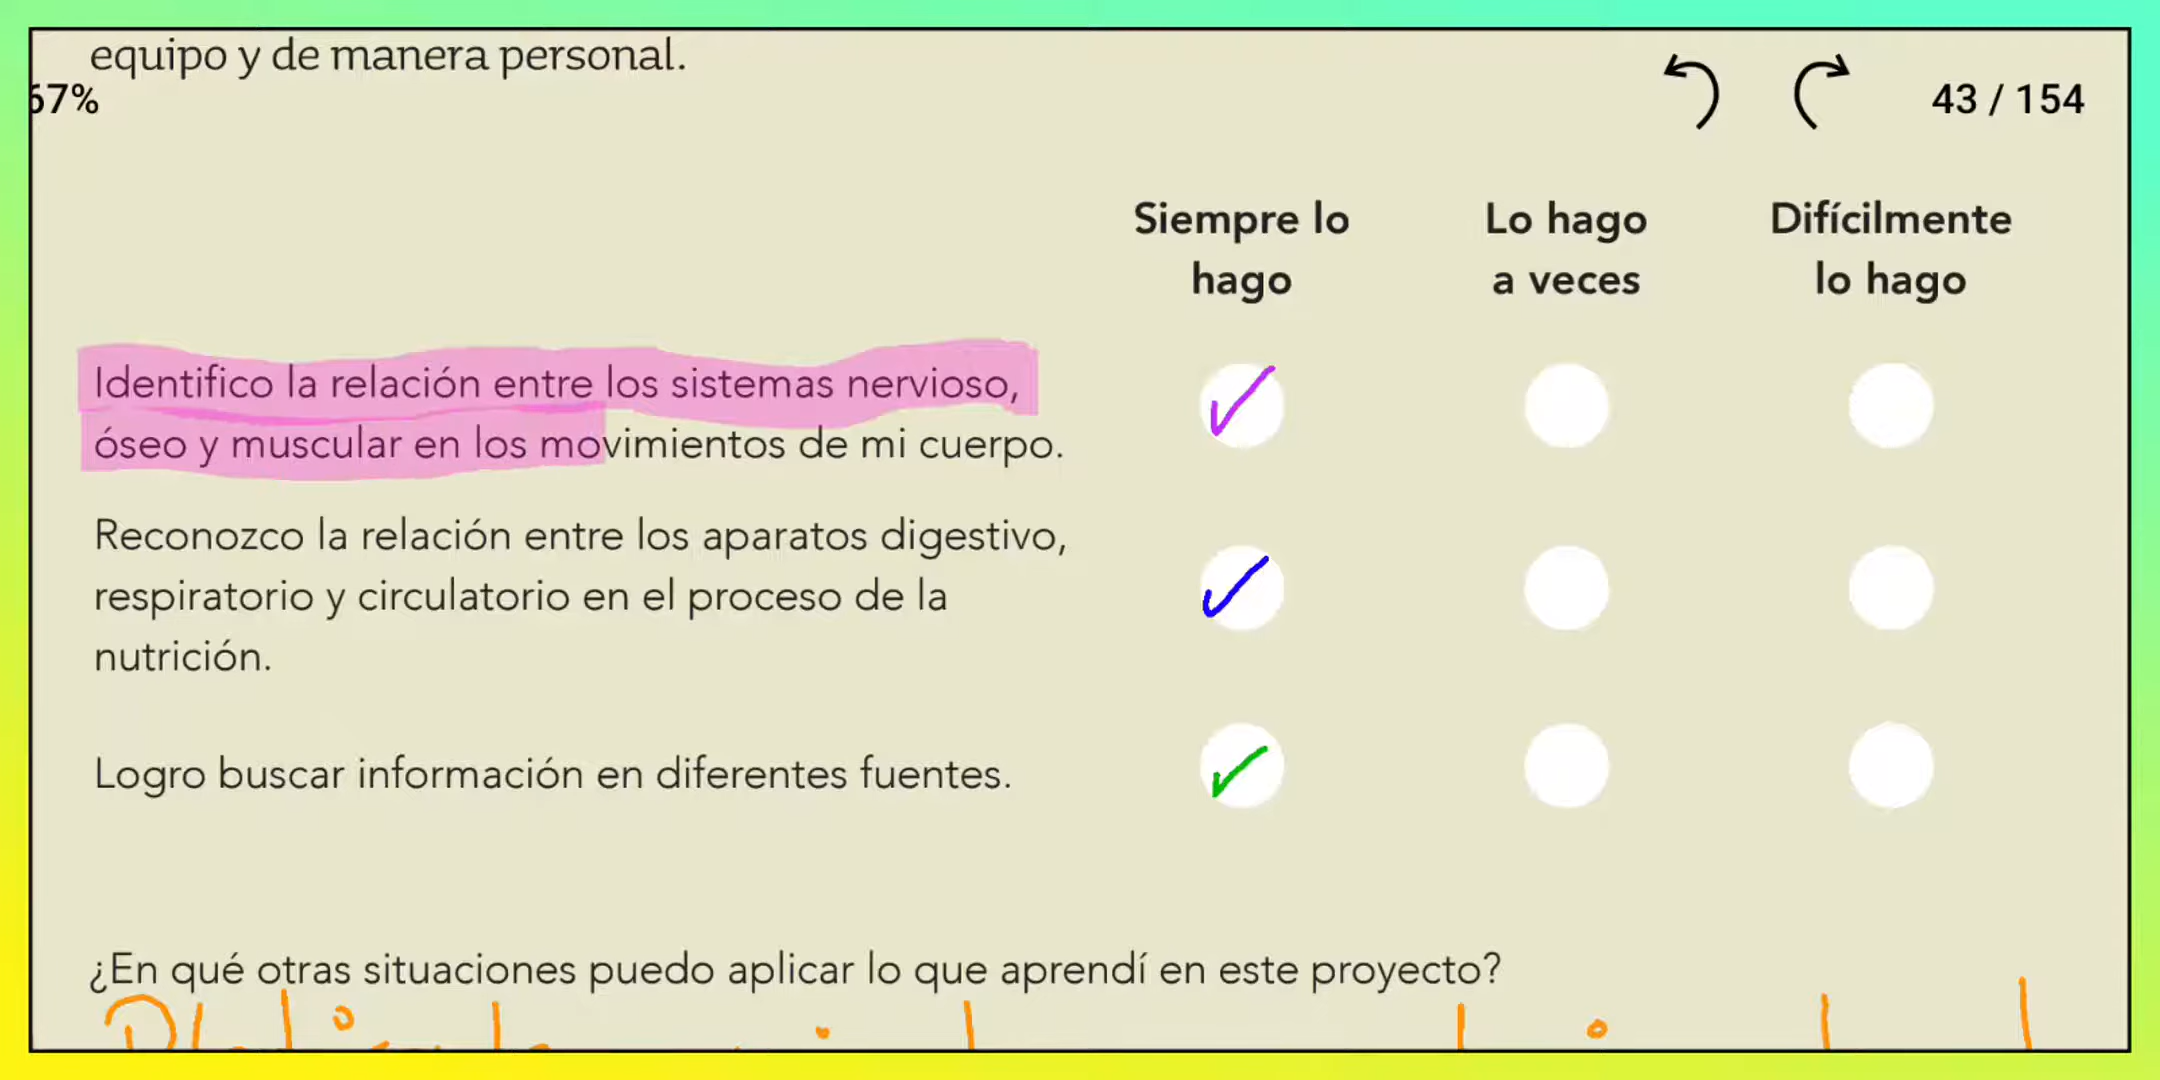 equipo y de manera personal.
67%
43 / 154
Siempre lo
hago
Lo hago
a veces
Difícilmente
lo hago
Identifico la relación entre los sistemas nervioso,
óseo y muscular en los movimientos de mi cuerpo.
Reconozco la relación entre los aparatos digestivo,
respiratorio y circulatorio en el proceso de la
nutrición.
Logro buscar información en diferentes fuentes.
¿En qué otras situaciones puedo aplicar lo que aprendí en este proyecto?